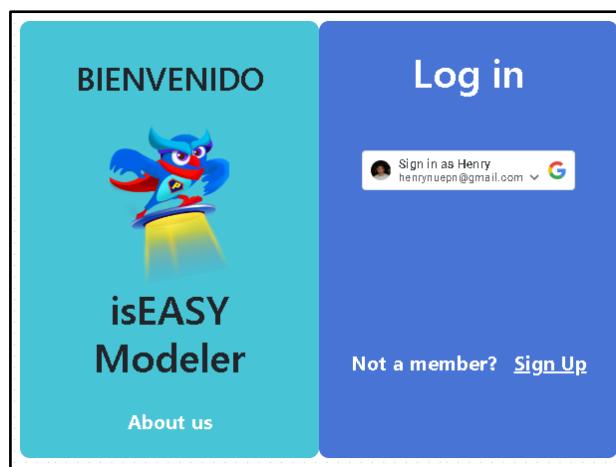 BIENVENIDO
isEASY
Modeler
About us
Log in
Sign in as Henry
henrynuepn@gmail.com
Not a member? Sign Up